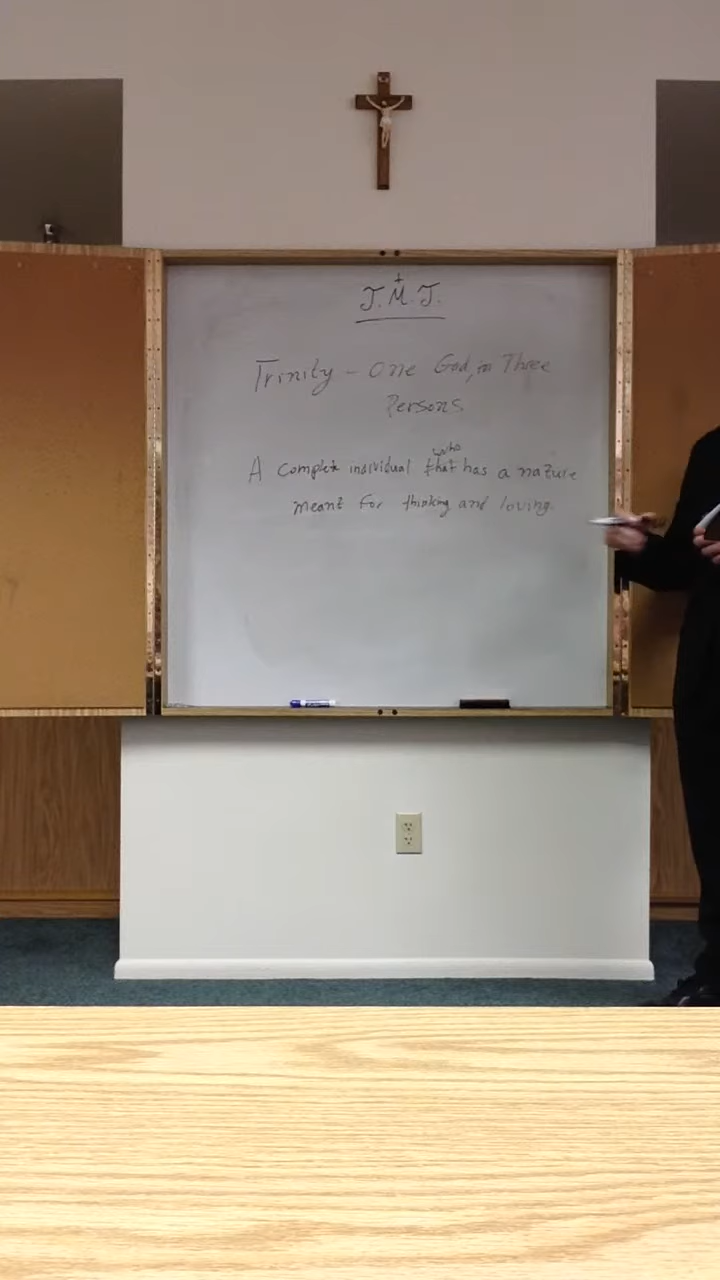 J.M.J.
Trinity - One God, in Three
Persons
who
A complete individual that has a nature
meant for thinking and loving.